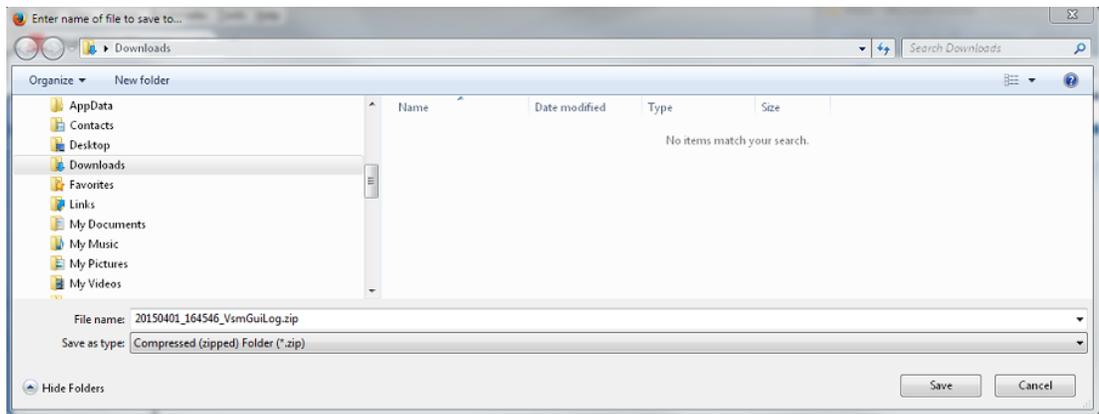 Enter name of file to save to...
Downloads
Search Downloads
Organize
New folder
AppData
Contacts
Desktop
Downloads
Favorites
Links
My Documents
My Music
My Pictures
My Videos
Name
Date modified
Type
Size
No items match your search.
File name: 20150401_164546_VsmGuiLog.zip
Save as type: Compressed (zipped) Folder (*.zip)
Hide Folders
Save
Cancel